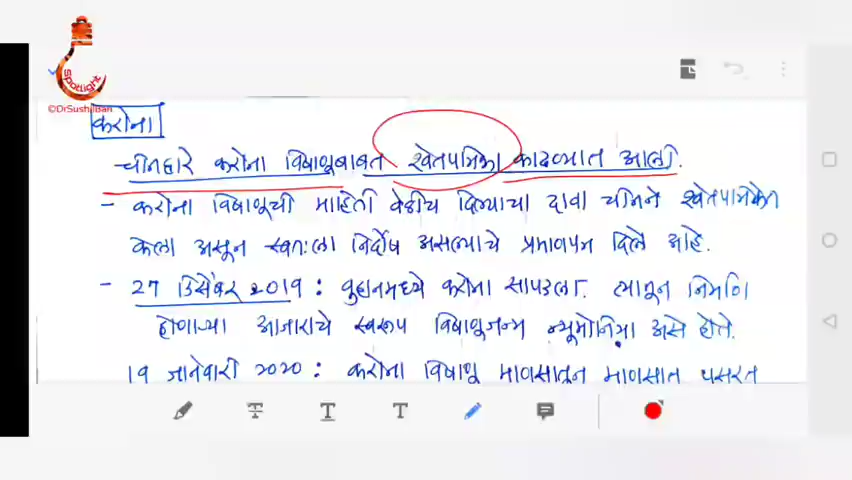 Spotlight
©DrSushilBari
करोना
चीनद्वारे करोना विषाणूबाबत श्वेतपत्रिका काढण्यात आली.
- करोना विषाणूची माहिती वेळीच दिल्याचा दावा चीनने श्वेतपत्रिकेत
केला असून स्वतःला निर्दोष असल्याचे प्रमाणपत्र दिले आहे.
- 27 डिसेंबर 2019 : वुहानमध्ये करोना सापडला. त्यातून निर्माण
होणाऱ्या आजाराचे स्वरूप विषाणूजन्य न्यूमोनिया असे होते.
19 जानेवारी 2020 : करोना विषाणू माणसातून माणसात पसरत